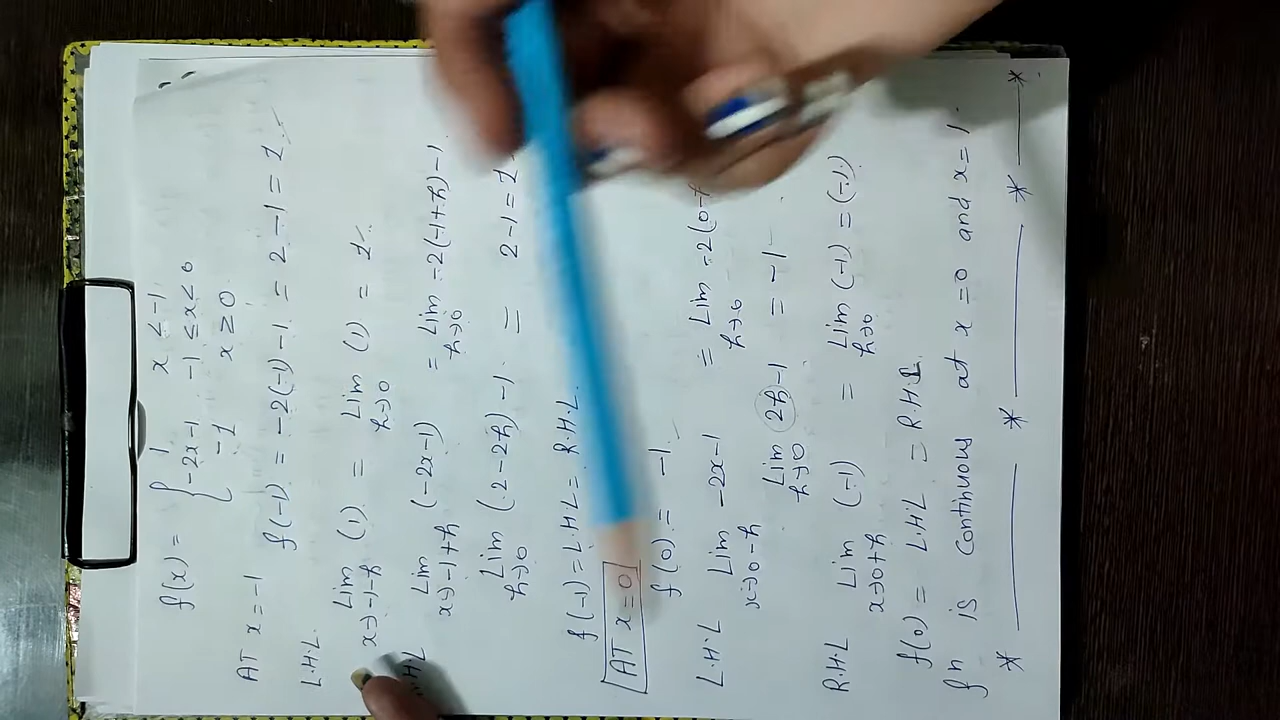 f(x) = { 1 x < -1
-2x-1 -1 ≤ x < 0
-1 x ≥ 0
AT x = -1 f(-1) = -2(-1) -1 = 2-1 = 1
L.H.L
Lim x→-1-h (1) = Lim h→0 (1) = 1
H.L Lim x→-1+h (-2x-1) = Lim h→0 -2(-1+h)-1
Lim h→0 (2-2h)-1 = 2-1 = 1
f(-1) = L.H.L = R.H.L
AT x = 0
f(0) = -1
L.H.L Lim x→0-h -2x-1 = Lim h→0 -2(0-
Lim h→0 2h-1 = -1
R.H.L Lim x→0+h (-1) = Lim h→0 (-1) = (-1)
f(0) = L.H.L = R.H.L
fn is continuous at x = 0 and x = 1.
* * * *